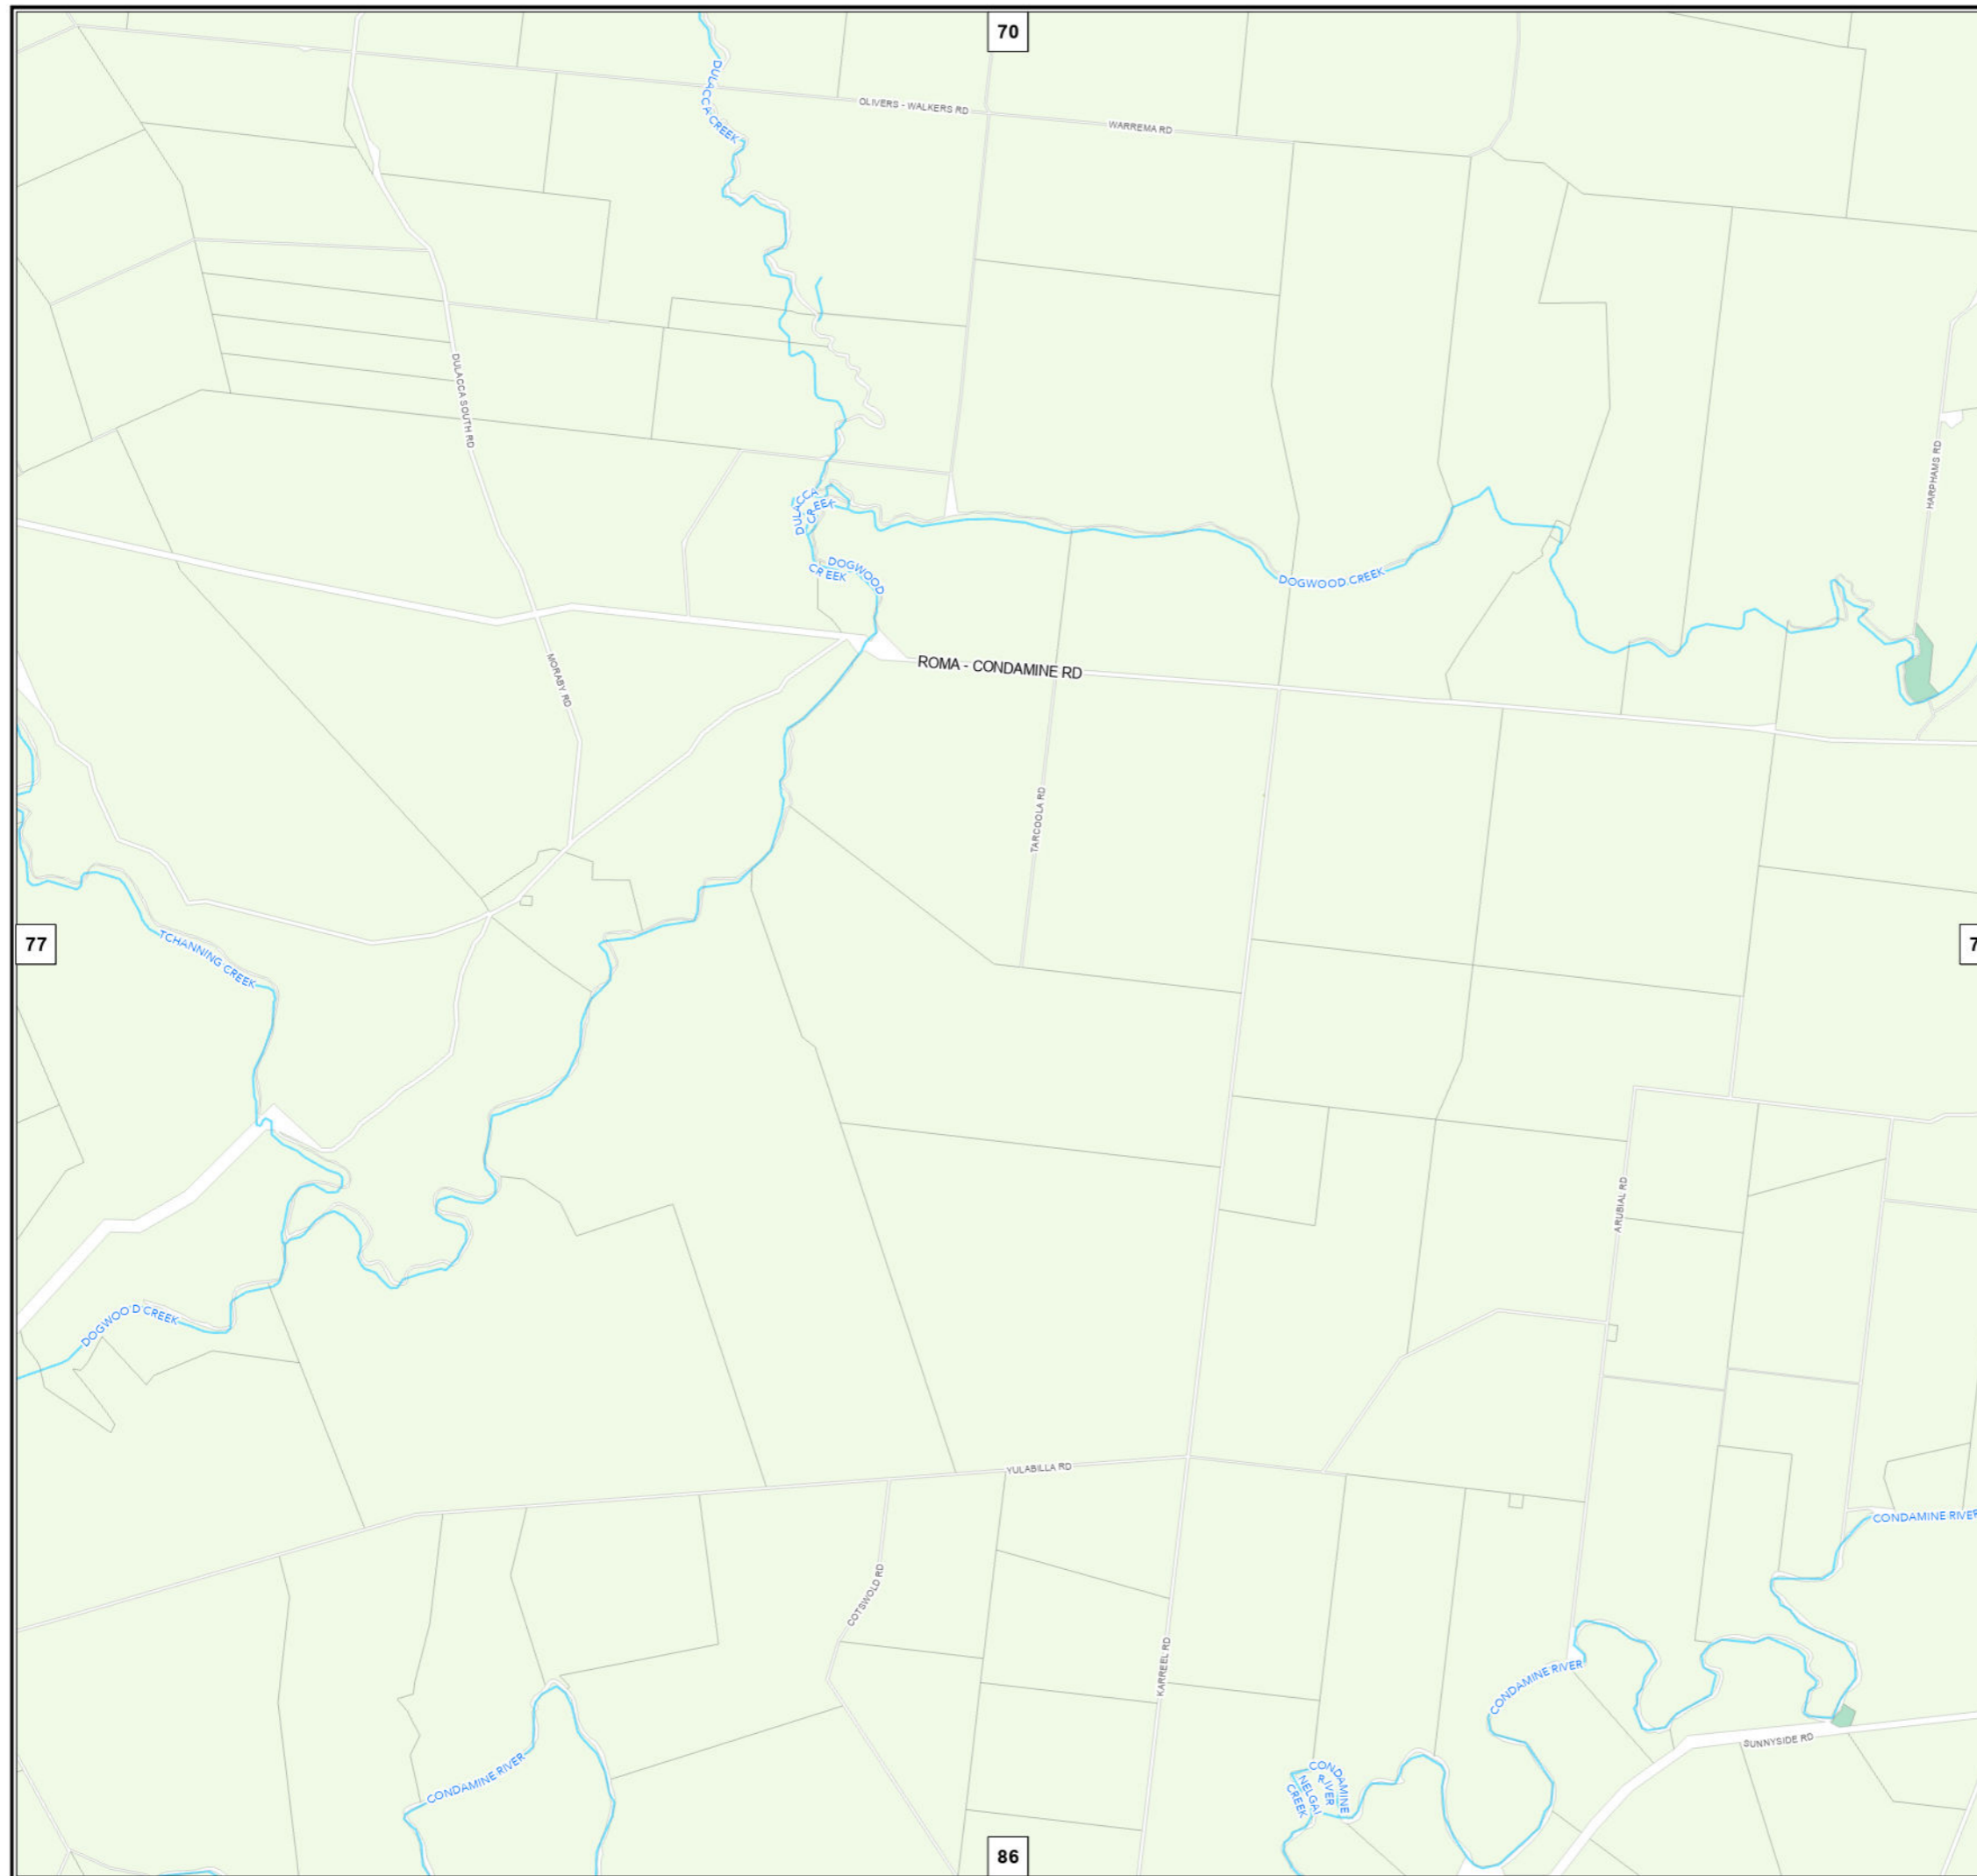 70
DULACCA CREEK
OLIVERS - WALKERS RD
WARREMA RD
DULACCA SOUTH RD
HARPHAMS RD
DULACCA
CREEK
DOGWOOD
CREEK
DOGWOOD CREEK
ROMA - CONDAMINE RD
MORABY RD
TARCOOLA RD
77
7
TCHANNING CREEK
ARUBIAL RD
DOGWOOD CREEK
YULABILLA RD
CONDAMINE RIVER
COTSWOLD RD
KARREEL RD
CONDAMINE RIVER
SUNNYSIDE RD
CONDAMINE RIVER
CONDAMINE
RIVER
NELGAI
CREEK
86